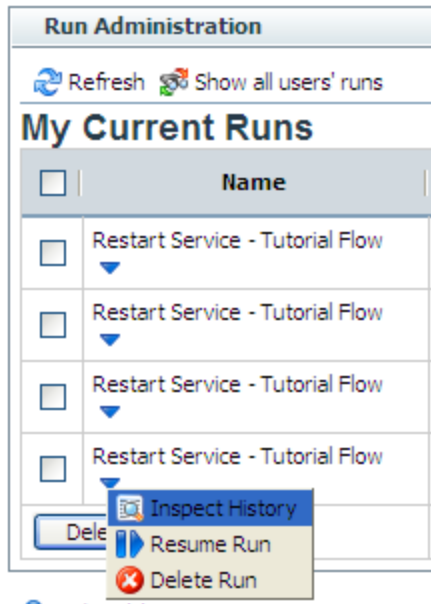 Run Administration
Refresh Show all users' runs
My Current Runs
Name
Restart Service - Tutorial Flow
Restart Service - Tutorial Flow
Restart Service - Tutorial Flow
Restart Service - Tutorial Flow
Inspect History
Dele
Resume Run
Delete Run